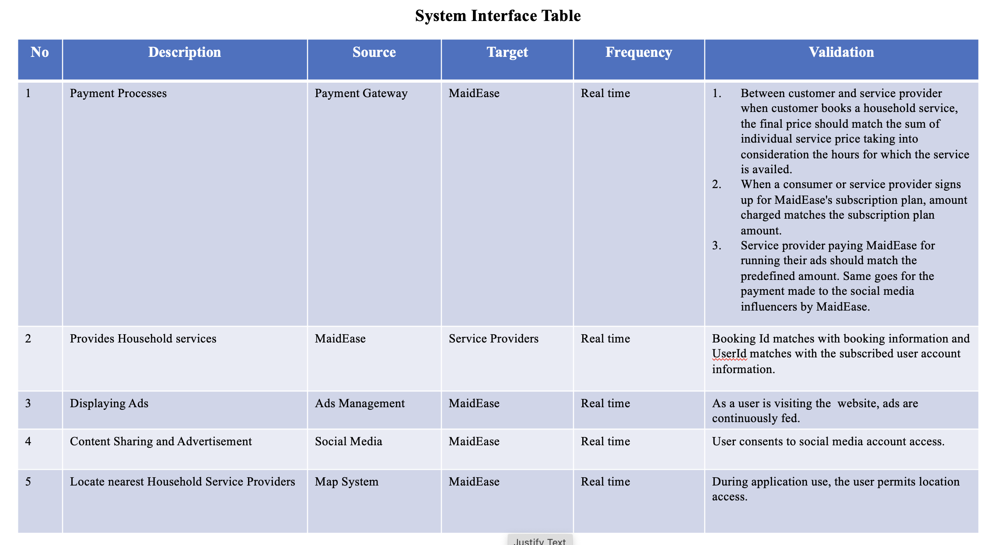 System Interface Table
No Description Source Target Frequency Validation
1 Payment Processes Payment Gateway MaidEase Real time 1. Between customer and service provider
when customer books a household service,
the final price should match the sum of
individual service price taking into
consideration the hours for which the service
is availed.
2. When a consumer or service provider signs
up for MaidEase's subscription plan, amount
charged matches the subscription plan
amount.
3. Service provider paying MaidEase for
running their ads should match the
predefined amount. Same goes for the
payment made to the social media
influencers by MaidEase.
2 Provides Household services MaidEase Service Providers Real time Booking Id matches with booking information and
UserId matches with the subscribed user account
information.
3 Displaying Ads Ads Management MaidEase Real time As a user is visiting the  website, ads are
continuously fed.
4 Content Sharing and Advertisement Social Media MaidEase Real time User consents to social media account access.
5 Locate nearest Household Service Providers Map System MaidEase Real time During application use, the user permits location
access.
Justify Text